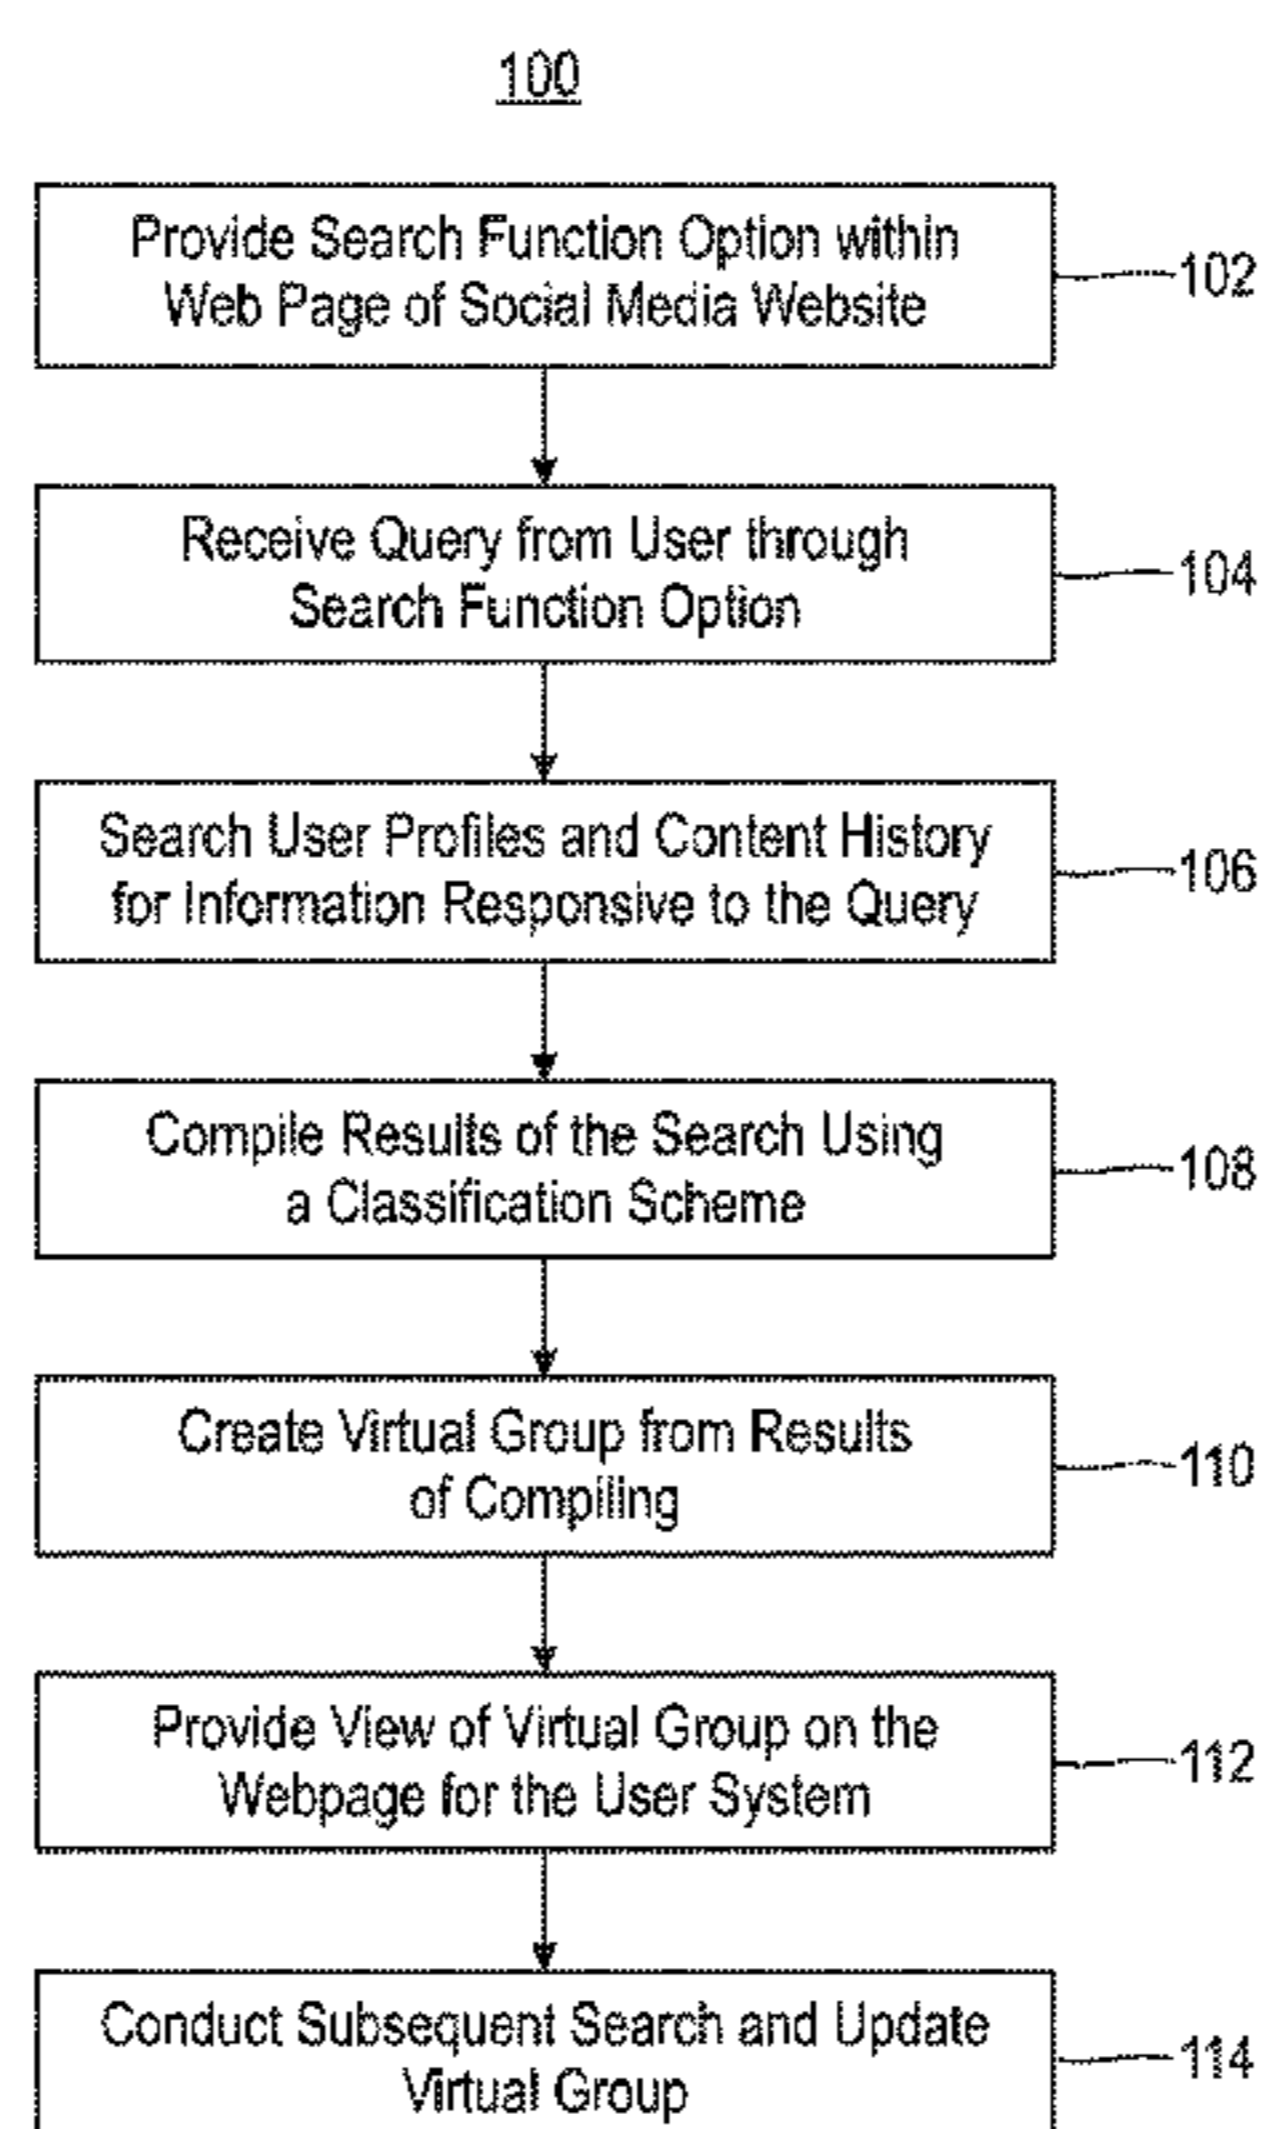 100
Provide Search Function Option within
Web Page of Social Media Website
102
Receive Query from User through
Search Function Option
104
Search User Profiles and Content History
for Information Responsive to the Query
106
Compile Results of the Search Using
a Classification Scheme
108
Create Virtual Group from Results
of Compiling
110
Provide View of Virtual Group on the
Webpage for the User System
112
Conduct Subsequent Search and Update
Virtual Group
114